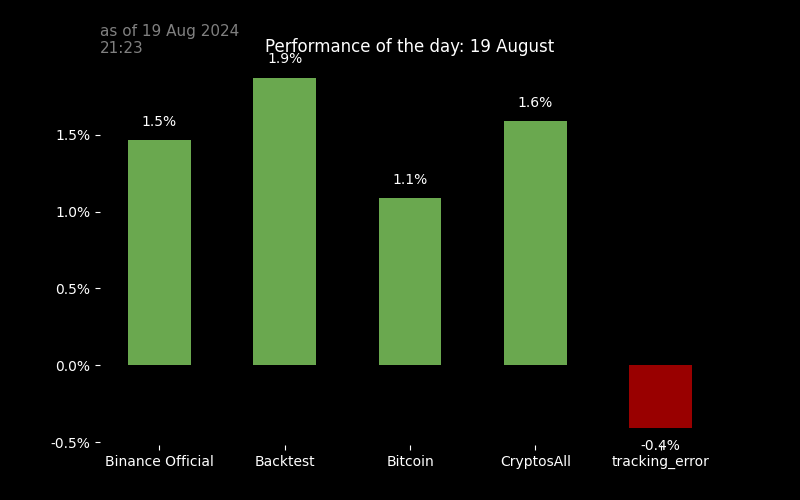 as of 19 Aug 2024
21:23
Performance of the day: 19 August
1.9%
1.5%
1.6%
1.1%
1.5%
1.0%
0.5%
0.0%
-0.5%
-0.4%
Binance Official
Backtest
Bitcoin
CryptosAll
tracking_error